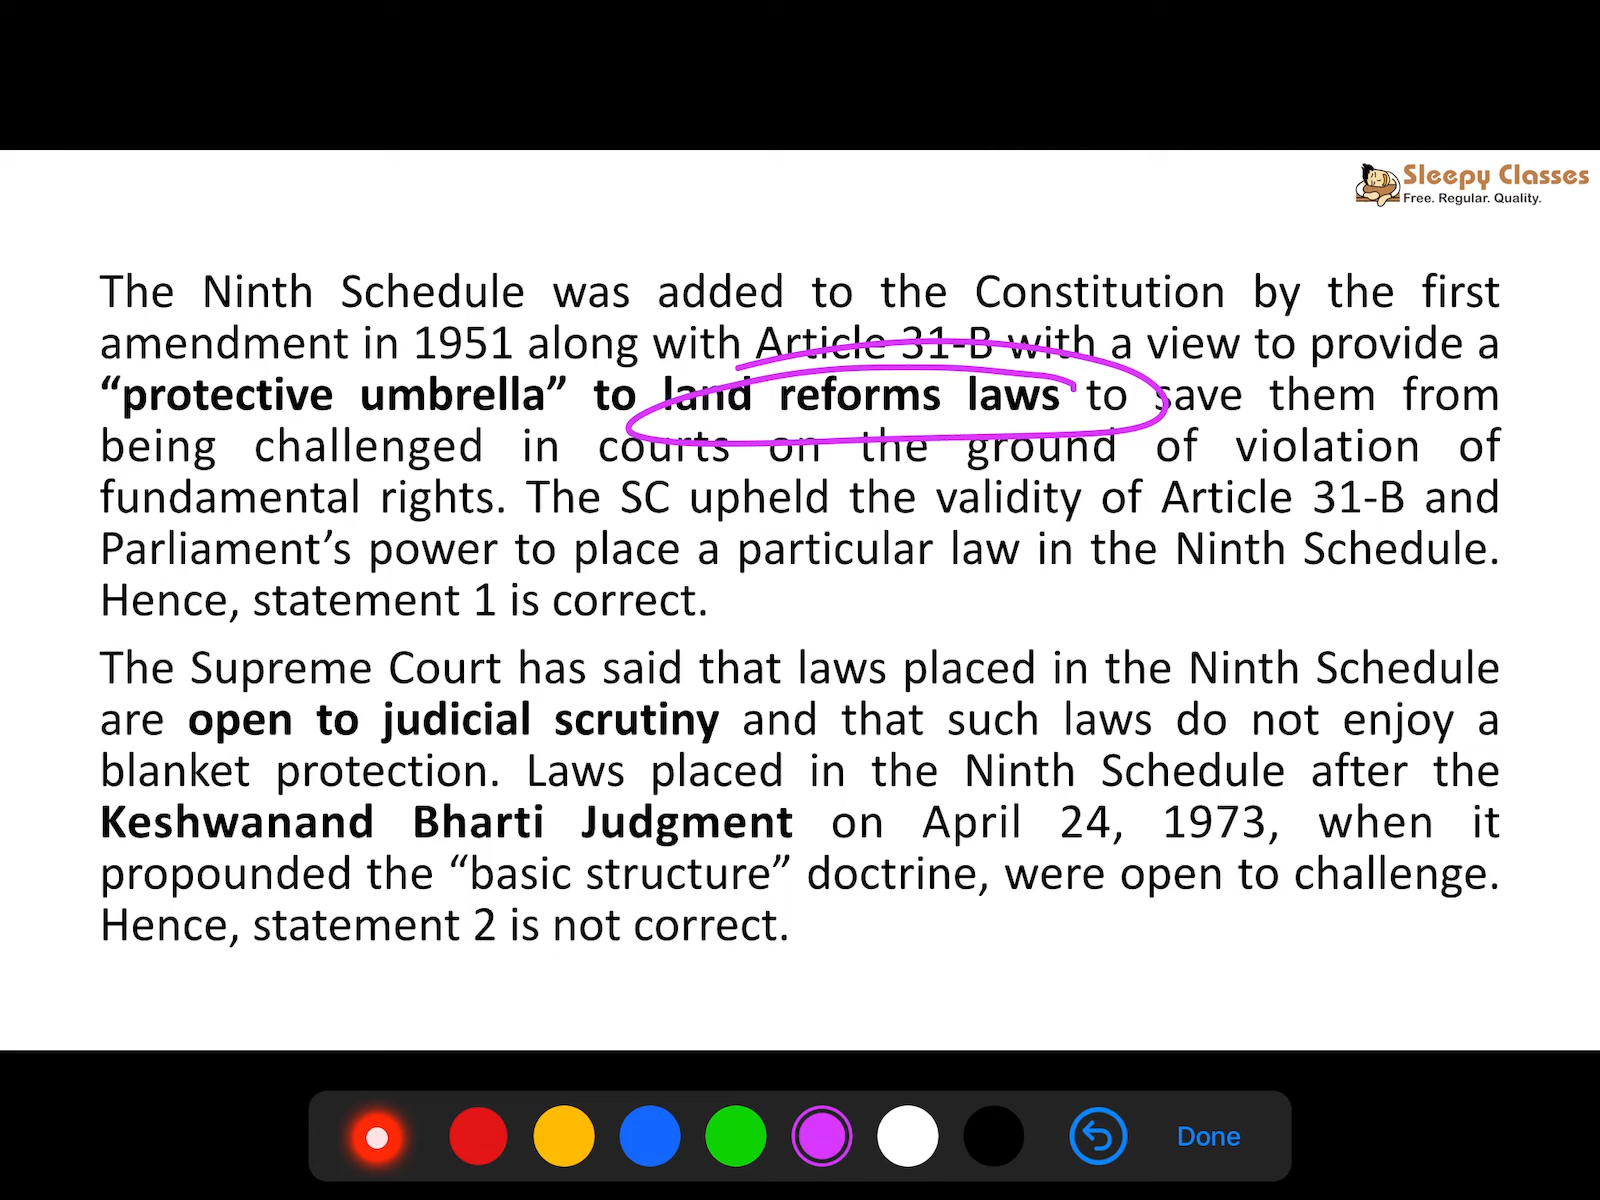 Sleepy Classes
Free. Regular. Quality.
The Ninth Schedule was added to the Constitution by the first
amendment in 1951 along with Article 31-B with a view to provide a
“protective umbrella” to land reforms laws to save them from
being challenged in courts on the ground of violation of
fundamental rights. The SC upheld the validity of Article 31-B and
Parliament’s power to place a particular law in the Ninth Schedule.
Hence, statement 1 is correct.
The Supreme Court has said that laws placed in the Ninth Schedule
are open to judicial scrutiny and that such laws do not enjoy a
blanket protection. Laws placed in the Ninth Schedule after the
Keshwanand Bharti Judgment on April 24, 1973, when it
propounded the “basic structure” doctrine, were open to challenge.
Hence, statement 2 is not correct.
Done